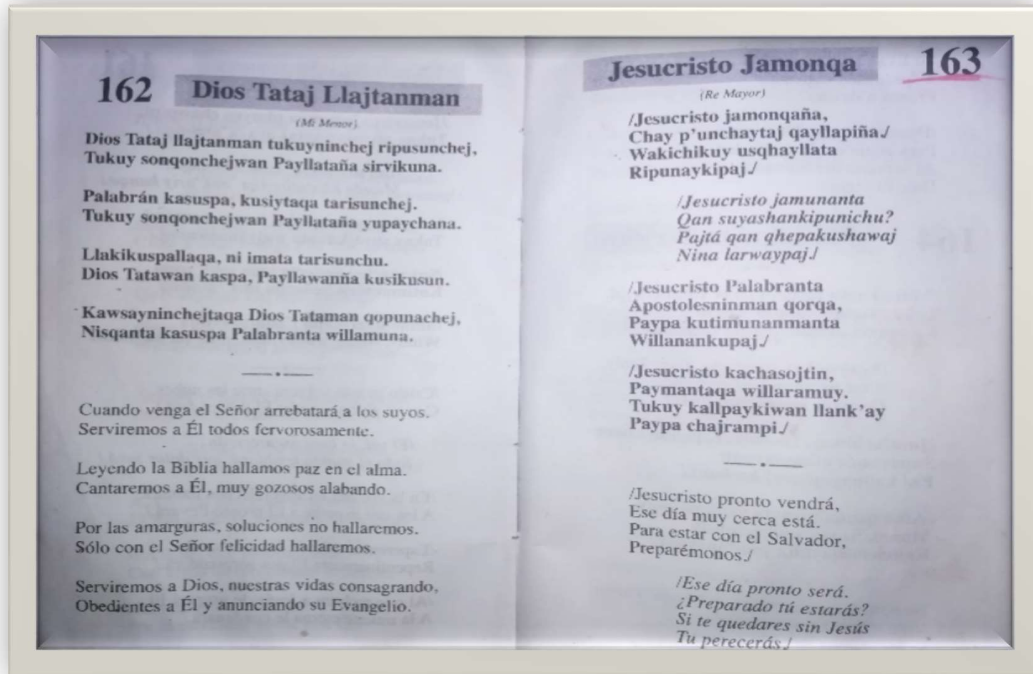 162 Dios Tataj Llajtanman
(Mi Menor)
Dios Tataj llajtanman tukuyninchej ripusunchej,
Tukuy sonqonchejwan Payllataña sirvikuna.
Palabrán kasuspa, kusiytaqa tarisunchej.
Tukuy sonqonchejwan Payllataña yupaychana.
Llakikuspallaqa, ni imata tarisunchu.
Dios Tatawan kaspa, Payllawanña kusikusun.
Kawsayninchejtaqa Dios Tataman qopunachej,
Nisqanta kasuspa Palabranta willamuna.
Cuando venga el Señor arrebatará a los suyos.
Serviremos a Él todos fervorosamente.
Leyendo la Biblia hallamos paz en el alma.
Cantaremos a Él, muy gozosos alabando.
Por las amarguras, soluciones no hallaremos.
Sólo con el Señor felicidad hallaremos.
Serviremos a Dios, nuestras vidas consagrando,
Obedientes a Él y anunciando su Evangelio.
Jesucristo Jamonqa 163
(Re Mayor)
/Jesucristo jamonqaña,
Chay p'unchaytaj qayllapiña./
Wakichikuy usqhayllata
Ripunaykipaj./
/Jesucristo jamunanta
Qan suyashankipunichu?
Pajtá qan qhepakushawaj
Nina larwaypaj./
/Jesucristo Palabranta
Apostolesninman qorqa,
Paypa kutimunanmanta
Willanankupaj./
/Jesucristo kachasojtin,
Paymantaqa willaramuy.
Tukuy kallpaykiwan llank'ay
Paypa chajrampi./
/Jesucristo pronto vendrá,
Ese día muy cerca está.
Para estar con el Salvador,
Preparémonos./
/Ese día pronto será.
¿Preparado tú estarás?
Si te quedares sin Jesús
Tu perecerás./